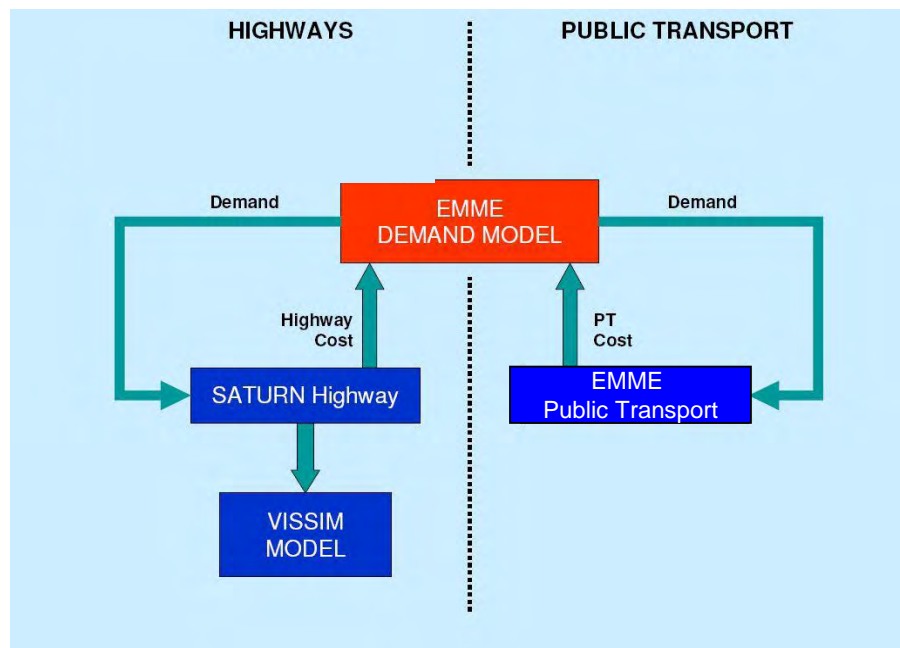 HIGHWAYS
PUBLIC TRANSPORT
Demand
EMME
DEMAND MODEL
Demand
Highway
Cost
PT
Cost
SATURN Highway
EMME
Public Transport
VISSIM
MODEL